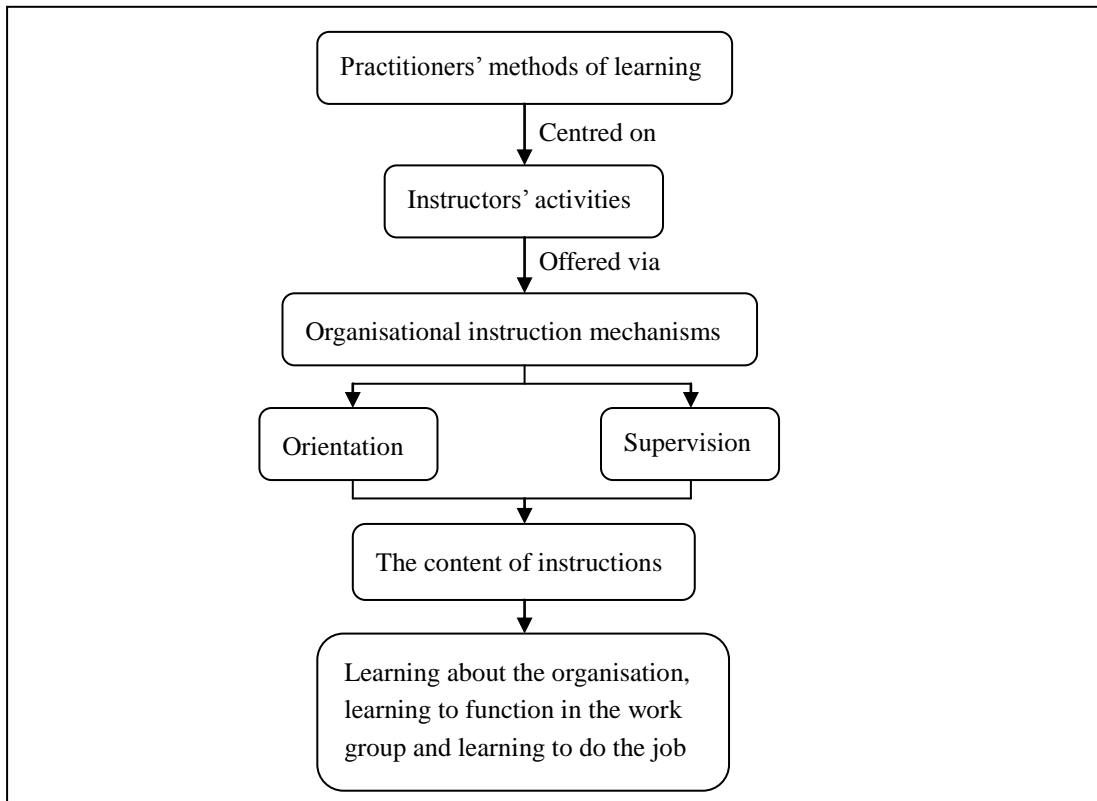 Practitioners’ methods of learning
Centred on
Instructors’ activities
Offered via
Organisational instruction mechanisms
Orientation
Supervision
The content of instructions
Learning about the organisation,
learning to function in the work
group and learning to do the job